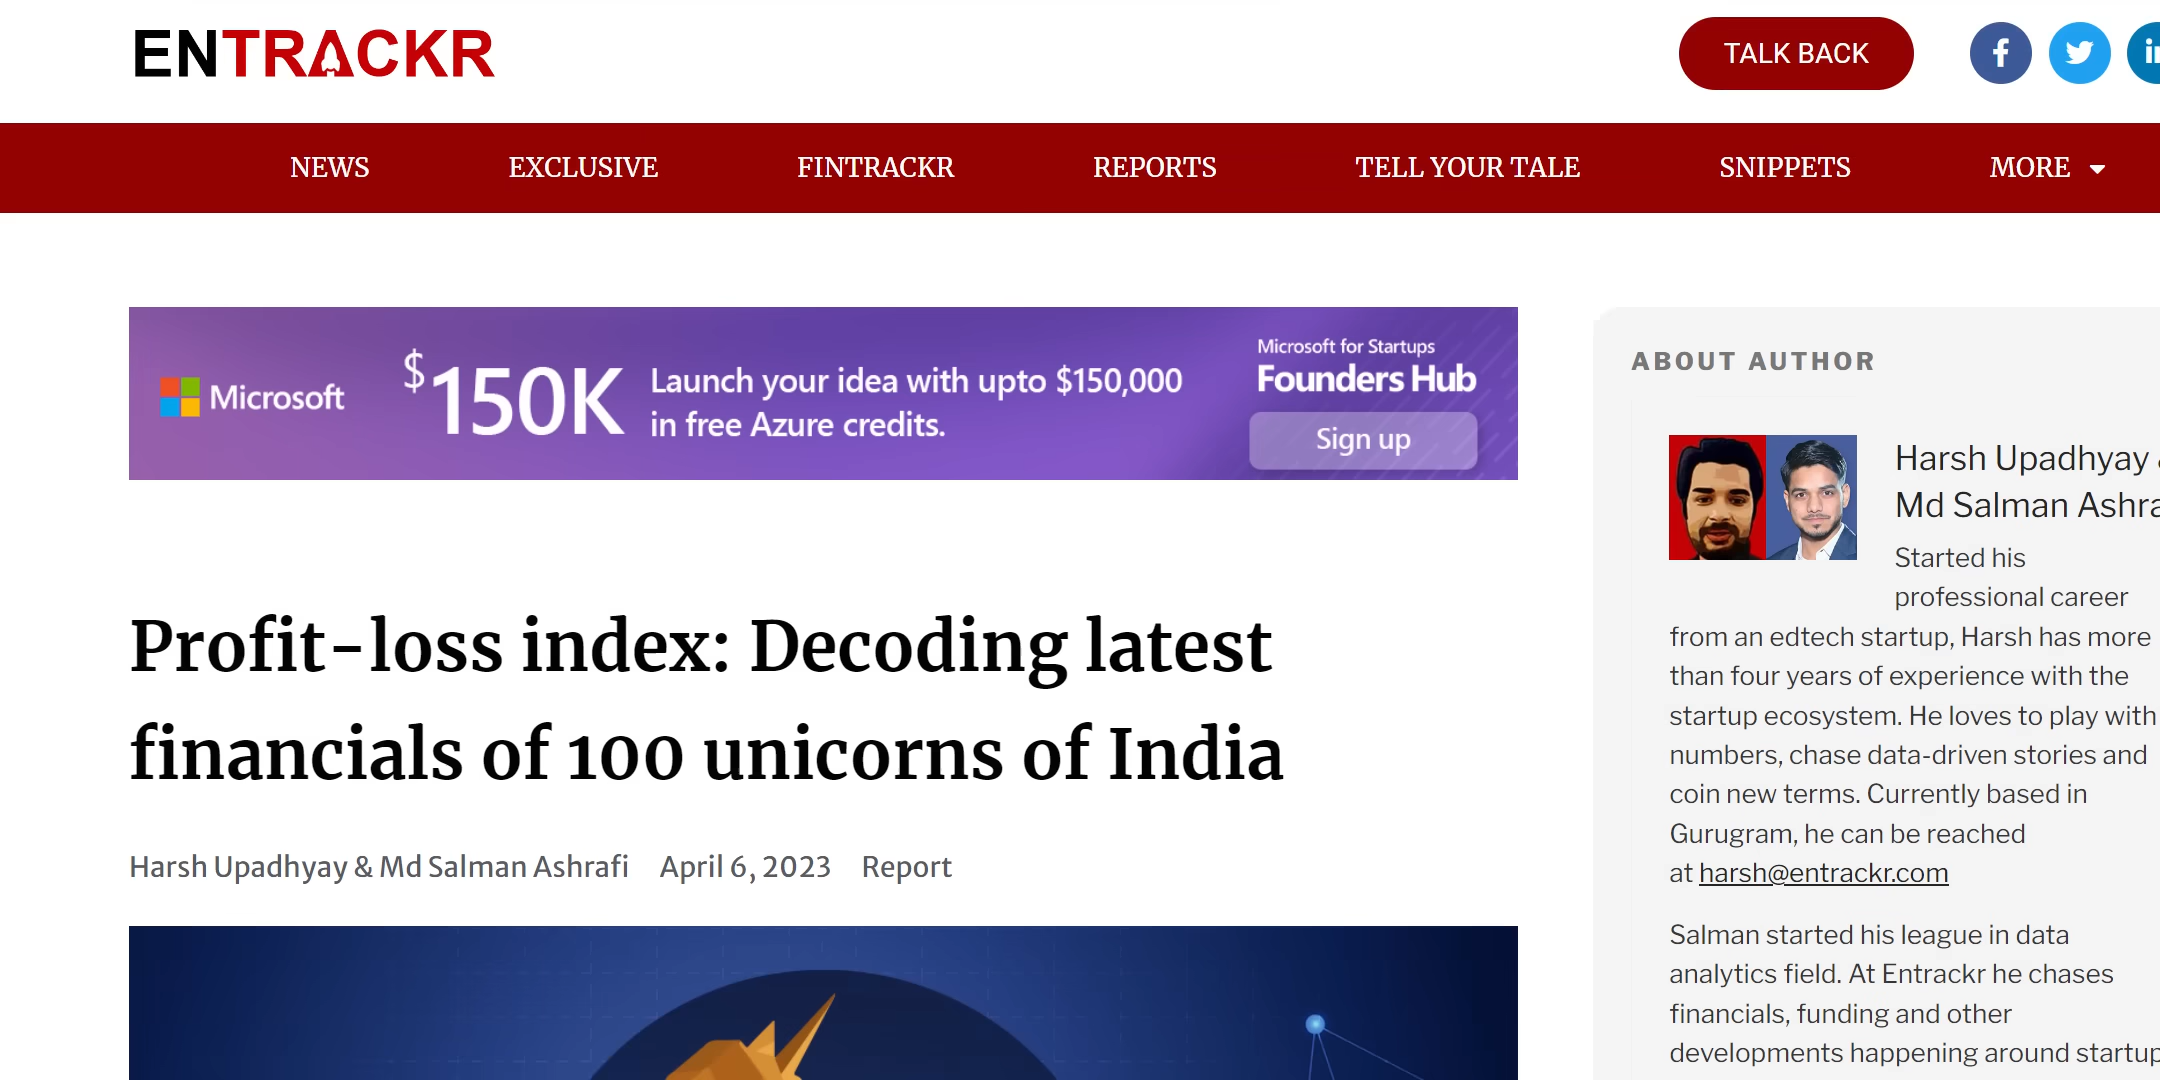 ENTRACKR
TALK BACK
NEWS EXCLUSIVE FINTRACKR REPORTS TELL YOUR TALE SNIPPETS MORE
Microsoft
$150K
Launch your idea with upto $150,000
in free Azure credits.
Microsoft for Startups
Founders Hub
Sign up
Profit-loss index: Decoding latest
financials of 100 unicorns of India
Harsh Upadhyay & Md Salman Ashrafi April 6, 2023 Report
ABOUT AUTHOR
Harsh Upadhyay
Md Salman Ashra
Started his
professional career
from an edtech startup, Harsh has more
than four years of experience with the
startup ecosystem. He loves to play with
numbers, chase data-driven stories and
coin new terms. Currently based in
Gurugram, he can be reached
at harsh@entrackr.com
Salman started his league in data
analytics field. At Entrackr he chases
financials, funding and other
developments happening around startup